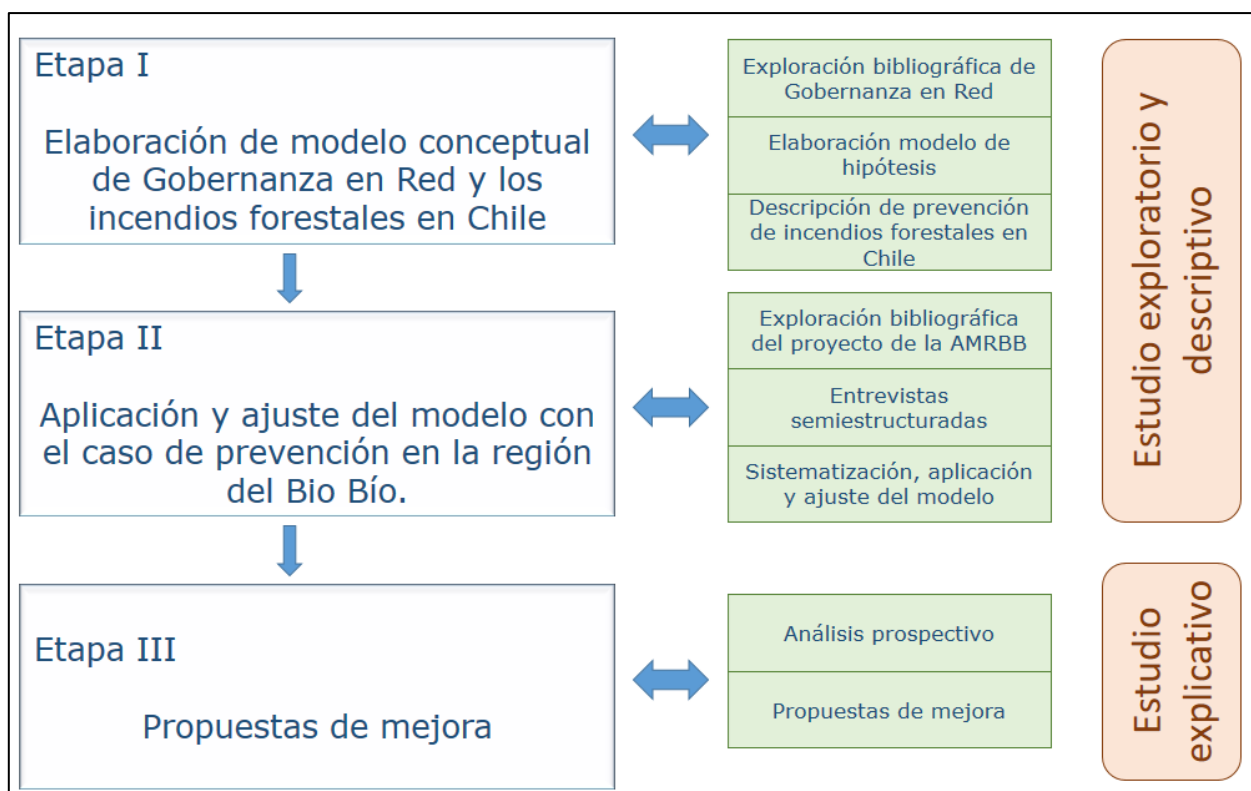 Etapa I
Elaboración de modelo conceptual
de Gobernanza en Red y los
incendios forestales en Chile
Exploración bibliográfica de
Gobernanza en Red
Elaboración modelo de
hipótesis
Descripción de prevención
de incendios forestales en
Chile
Etapa II
Aplicación y ajuste del modelo con
el caso de prevención en la región
del Bio Bío.
Exploración bibliográfica
del proyecto de la AMRBB
Entrevistas
semiestructuradas
Sistematización, aplicación
y ajuste del modelo
Estudio exploratorio y
descriptivo
Etapa III
Propuestas de mejora
Análisis prospectivo
Propuestas de mejora
Estudio
explicativo